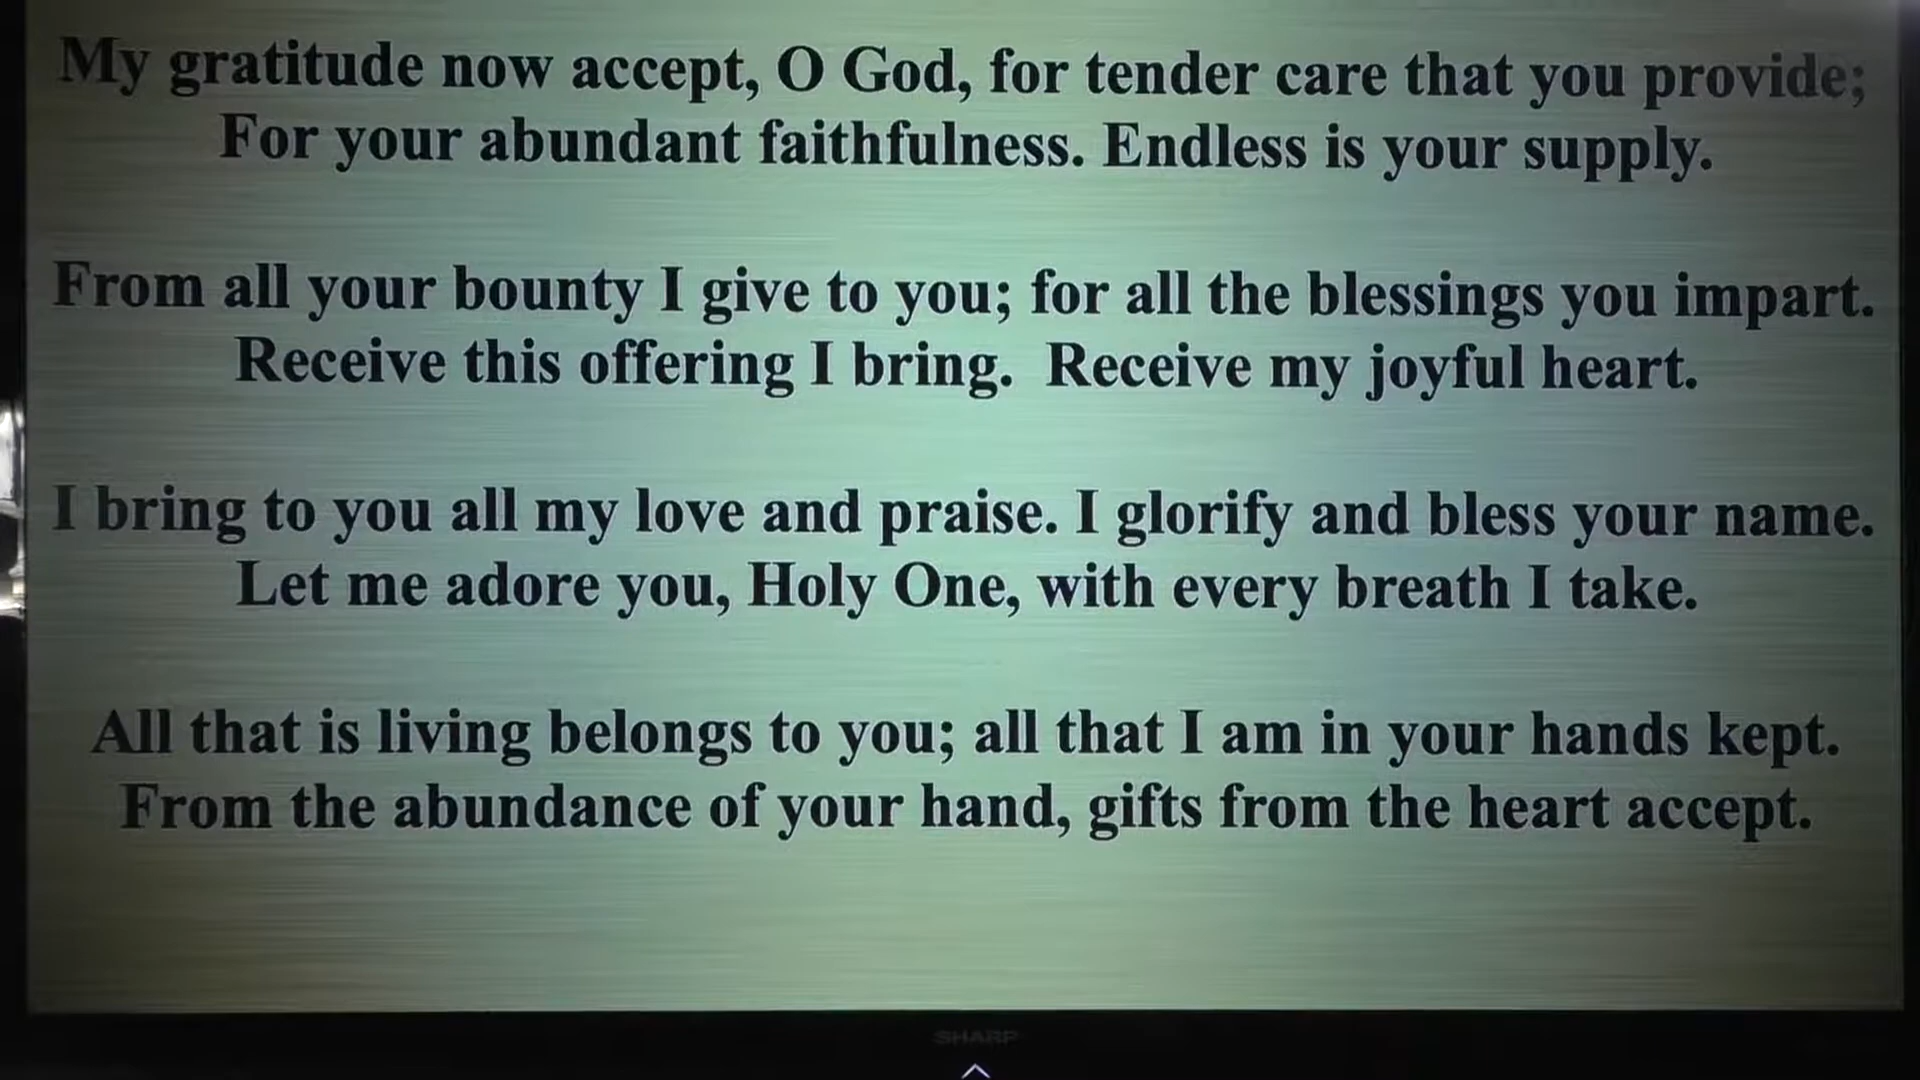 My gratitude now accept, O God, for tender care that you provide;
For your abundant faithfulness. Endless is your supply.
From all your bounty I give to you; for all the blessings you impart.
Receive this offering I bring. Receive my joyful heart.
I bring to you all my love and praise. I glorify and bless your name.
Let me adore you, Holy One, with every breath I take.
All that is living belongs to you; all that I am in your hands kept.
From the abundance of your hand, gifts from the heart accept.
SHARP